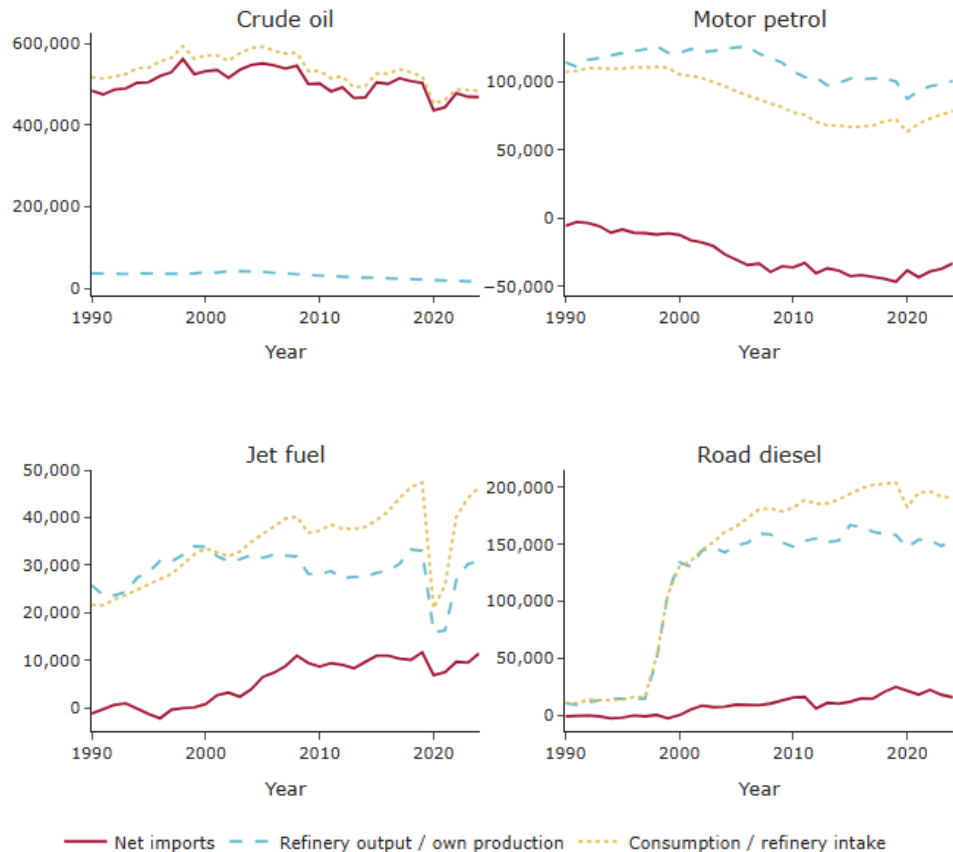 Crude oil
600,000
400,000
200,000
0
1990 2000 2010 2020
Year
Motor petrol
100,000
50,000
0
−50,000
1990 2000 2010 2020
Year
Jet fuel
50,000
40,000
30,000
20,000
10,000
0
1990 2000 2010 2020
Year
Road diesel
200,000
150,000
100,000
50,000
0
1990 2000 2010 2020
Year
Net imports Refinery output / own production Consumption / refinery intake